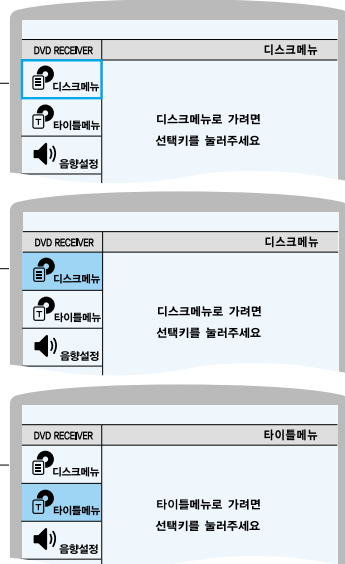 DVD RECEIVER 디스크메뉴
디스크메뉴
T 타이틀메뉴
음향설정
디스크메뉴로 가려면
선택키를 눌러주세요
DVD RECEIVER 디스크메뉴
디스크메뉴
T 타이틀메뉴
음향설정
디스크메뉴로 가려면
선택키를 눌러주세요
DVD RECEIVER 타이틀메뉴
디스크메뉴
T 타이틀메뉴
음향설정
타이틀메뉴로 가려면
선택키를 눌러주세요